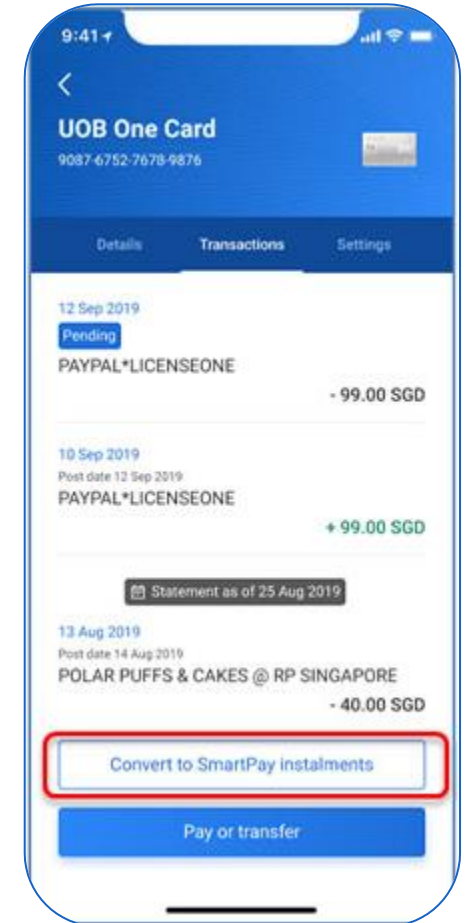 9:41
UOB One Card
9087-6752-7678-9876
Details Transactions Settings
12 Sep 2019
Pending
PAYPAL*LICENSEONE
- 99.00 SGD
10 Sep 2019
Post date 12 Sep 2019
PAYPAL*LICENSEONE
+ 99.00 SGD
Statement as of 25 Aug 2019
13 Aug 2019
Post date 14 Aug 2019
POLAR PUFFS & CAKES @ RP SINGAPORE
- 40.00 SGD
Convert to SmartPay instalments
Pay or transfer